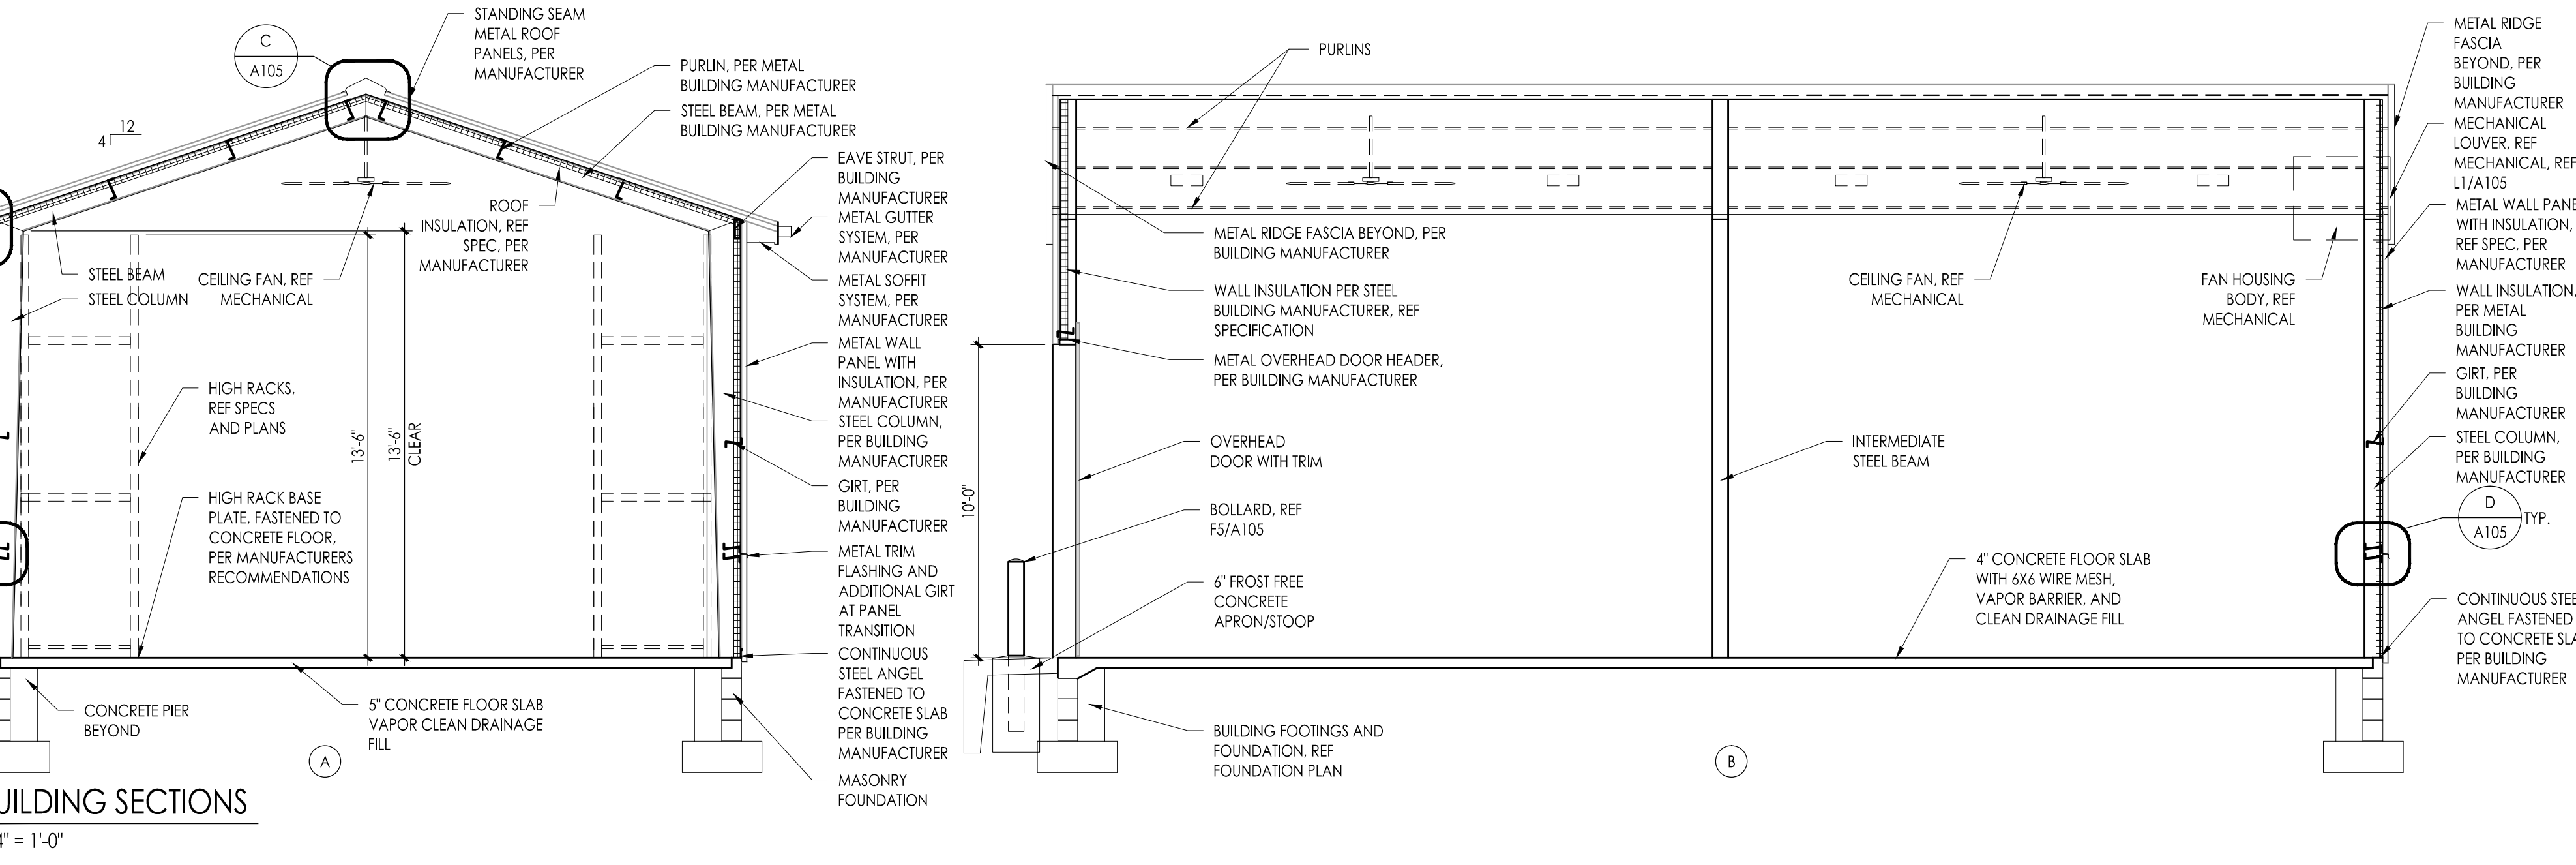 STANDING SEAM
METAL ROOF
PANELS, PER
MANUFACTURER
C
A105
12
4
PURLIN, PER METAL
BUILDING MANUFACTURER
STEEL BEAM, PER METAL
BUILDING MANUFACTURER
EAVE STRUT, PER
BUILDING
MANUFACTURER
METAL GUTTER
SYSTEM, PER
MANUFACTURER
METAL SOFFIT
SYSTEM, PER
MANUFACTURER
METAL WALL
PANEL WITH
INSULATION, PER
MANUFACTURER
STEEL COLUMN,
PER BUILDING
MANUFACTURER
GIRT, PER
BUILDING
MANUFACTURER
METAL TRIM
FLASHING AND
ADDITIONAL GIRT
AT PANEL
TRANSITION
CONTINUOUS
STEEL ANGEL
FASTENED TO
CONCRETE SLAB
PER BUILDING
MANUFACTURER
MASONRY
FOUNDATION
ROOF
INSULATION, REF
SPEC, PER
MANUFACTURER
STEEL BEAM
STEEL COLUMN
CEILING FAN, REF
MECHANICAL
HIGH RACKS,
REF SPECS
AND PLANS
13'-6"
13'-6"
CLEAR
HIGH RACK BASE
PLATE, FASTENED TO
CONCRETE FLOOR,
PER MANUFACTURERS
RECOMMENDATIONS
CONCRETE PIER
BEYOND
5" CONCRETE FLOOR SLAB
VAPOR CLEAN DRAINAGE
FILL
A
UILDING SECTIONS
4" = 1'-0"
PURLINS
METAL RIDGE FASCIA BEYOND, PER
BUILDING MANUFACTURER
WALL INSULATION PER STEEL
BUILDING MANUFACTURER, REF
SPECIFICATION
METAL OVERHEAD DOOR HEADER,
PER BUILDING MANUFACTURER
OVERHEAD
DOOR WITH TRIM
10'-0"
BOLLARD, REF
F5/A105
6" FROST FREE
CONCRETE
APRON/STOOP
BUILDING FOOTINGS AND
FOUNDATION, REF
FOUNDATION PLAN
CEILING FAN, REF
MECHANICAL
FAN HOUSING
BODY, REF
MECHANICAL
INTERMEDIATE
STEEL BEAM
4" CONCRETE FLOOR SLAB
WITH 6X6 WIRE MESH,
VAPOR BARRIER, AND
CLEAN DRAINAGE FILL
B
METAL RIDGE
FASCIA
BEYOND, PER
BUILDING
MANUFACTURER
MECHANICAL
LOUVER, REF
MECHANICAL, REF
L1/A105
METAL WALL PANE
WITH INSULATION,
REF SPEC, PER
MANUFACTURER
WALL INSULATION,
PER METAL
BUILDING
MANUFACTURER
GIRT, PER
BUILDING
MANUFACTURER
STEEL COLUMN,
PER BUILDING
MANUFACTURER
D
A105
TYP.
CONTINUOUS STEE
ANGEL FASTENED
TO CONCRETE SLA
PER BUILDING
MANUFACTURER